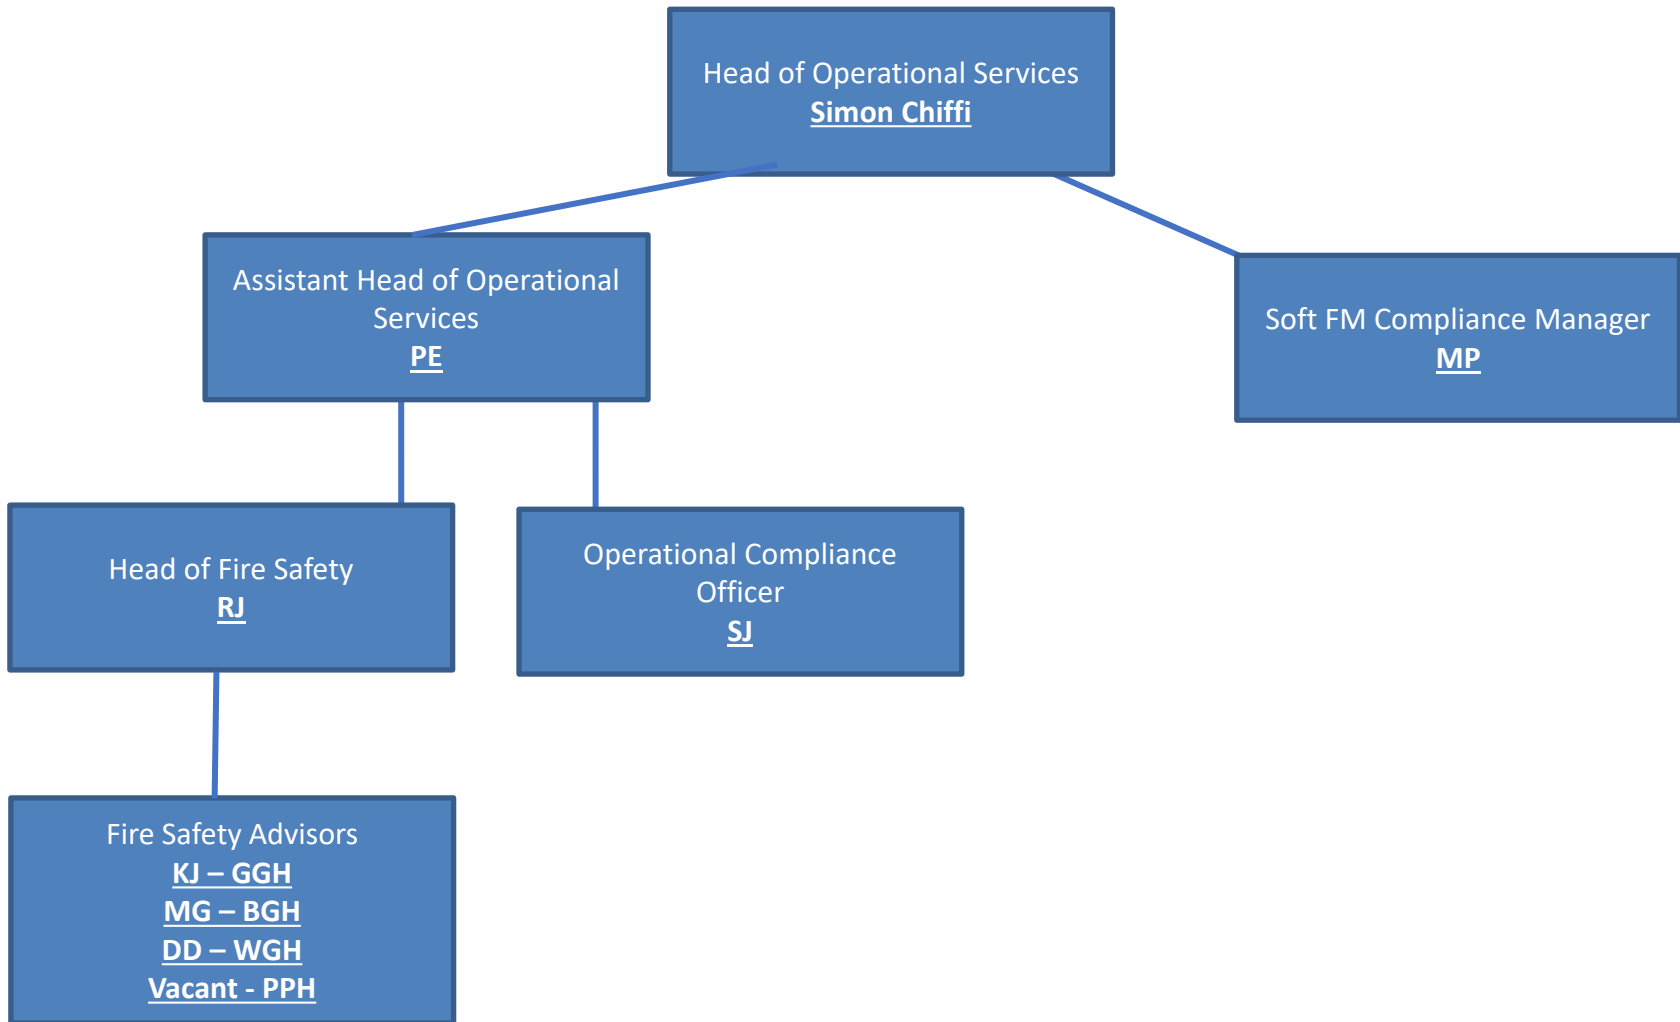 Head of Operational Services
Simon Chiffi
Assistant Head of Operational
Services
PE
Soft FM Compliance Manager
MP
Head of Fire Safety
RJ
Operational Compliance
Officer
SJ
Fire Safety Advisors
KJ – GGH
MG – BGH
DD – WGH
Vacant - PPH